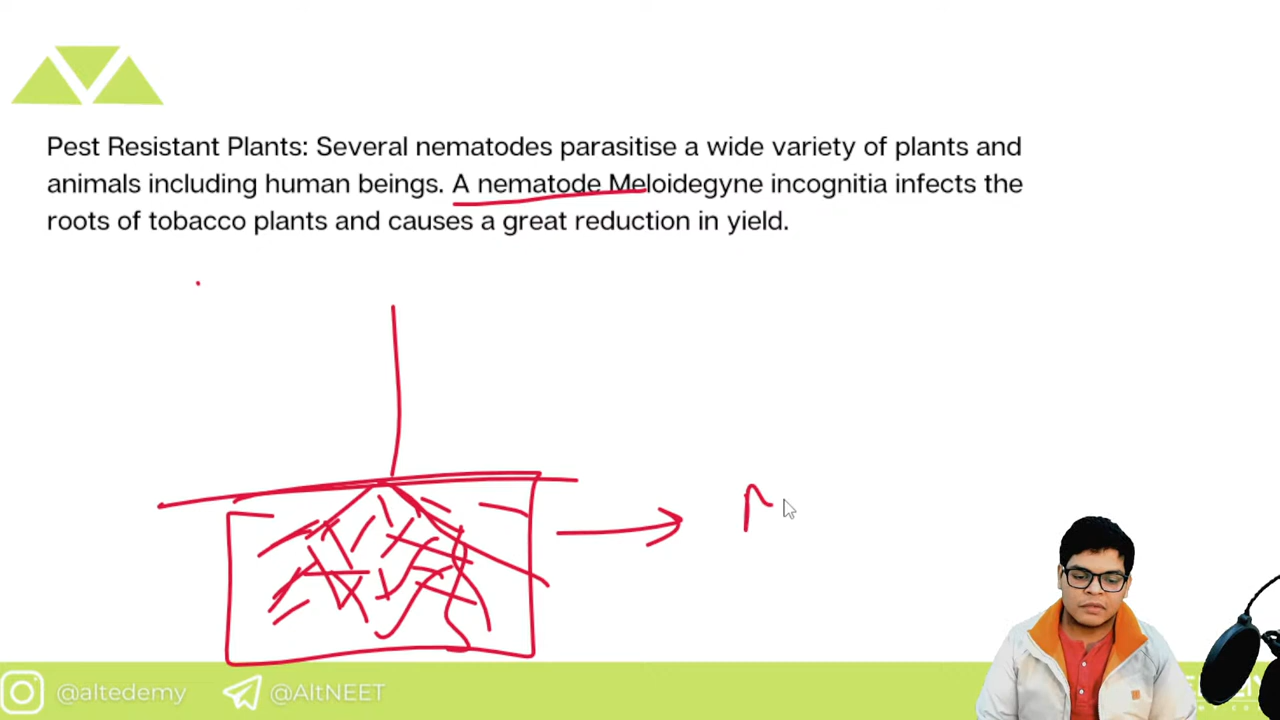 Pest Resistant Plants: Several nematodes parasitise a wide variety of plants and
animals including human beings. A nematode Meloidegyne incognitia infects the
roots of tobacco plants and causes a great reduction in yield.
@altedemy
@AltNEET